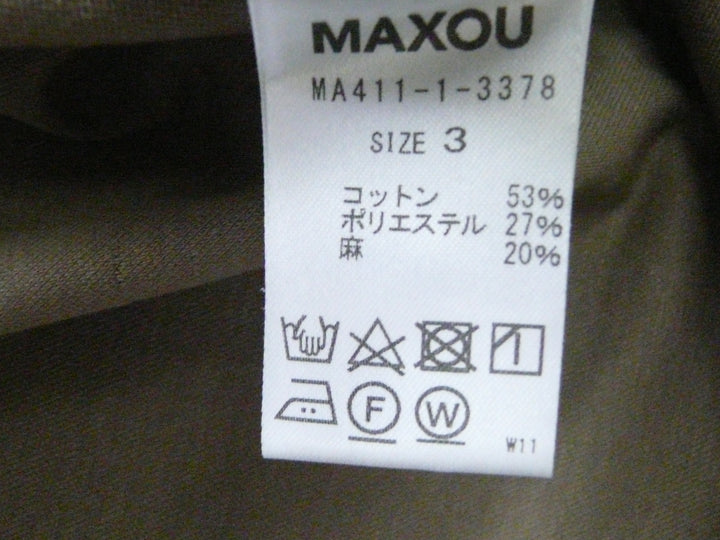 MAXOU
MA411-1-3378
SIZE 3
コットン 53%
ポリエステル 27%
麻 20%
F W
W11